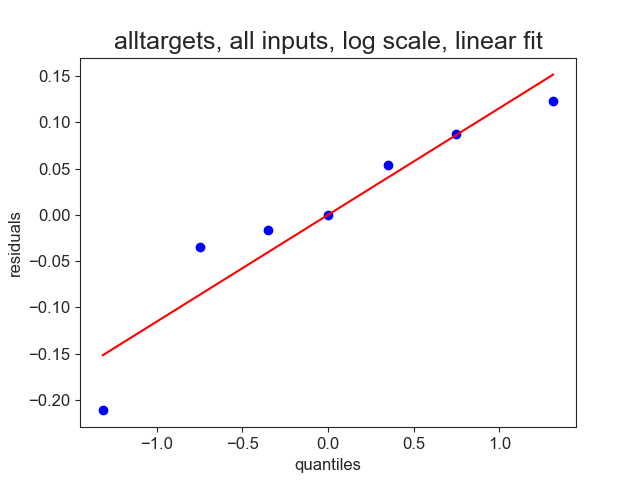 alltargets, all inputs, log scale, linear fit
0.15
0.10
0.05
0.00
−0.05
−0.10
−0.15
−0.20
residuals
−1.0 −0.5 0.0 0.5 1.0
quantiles